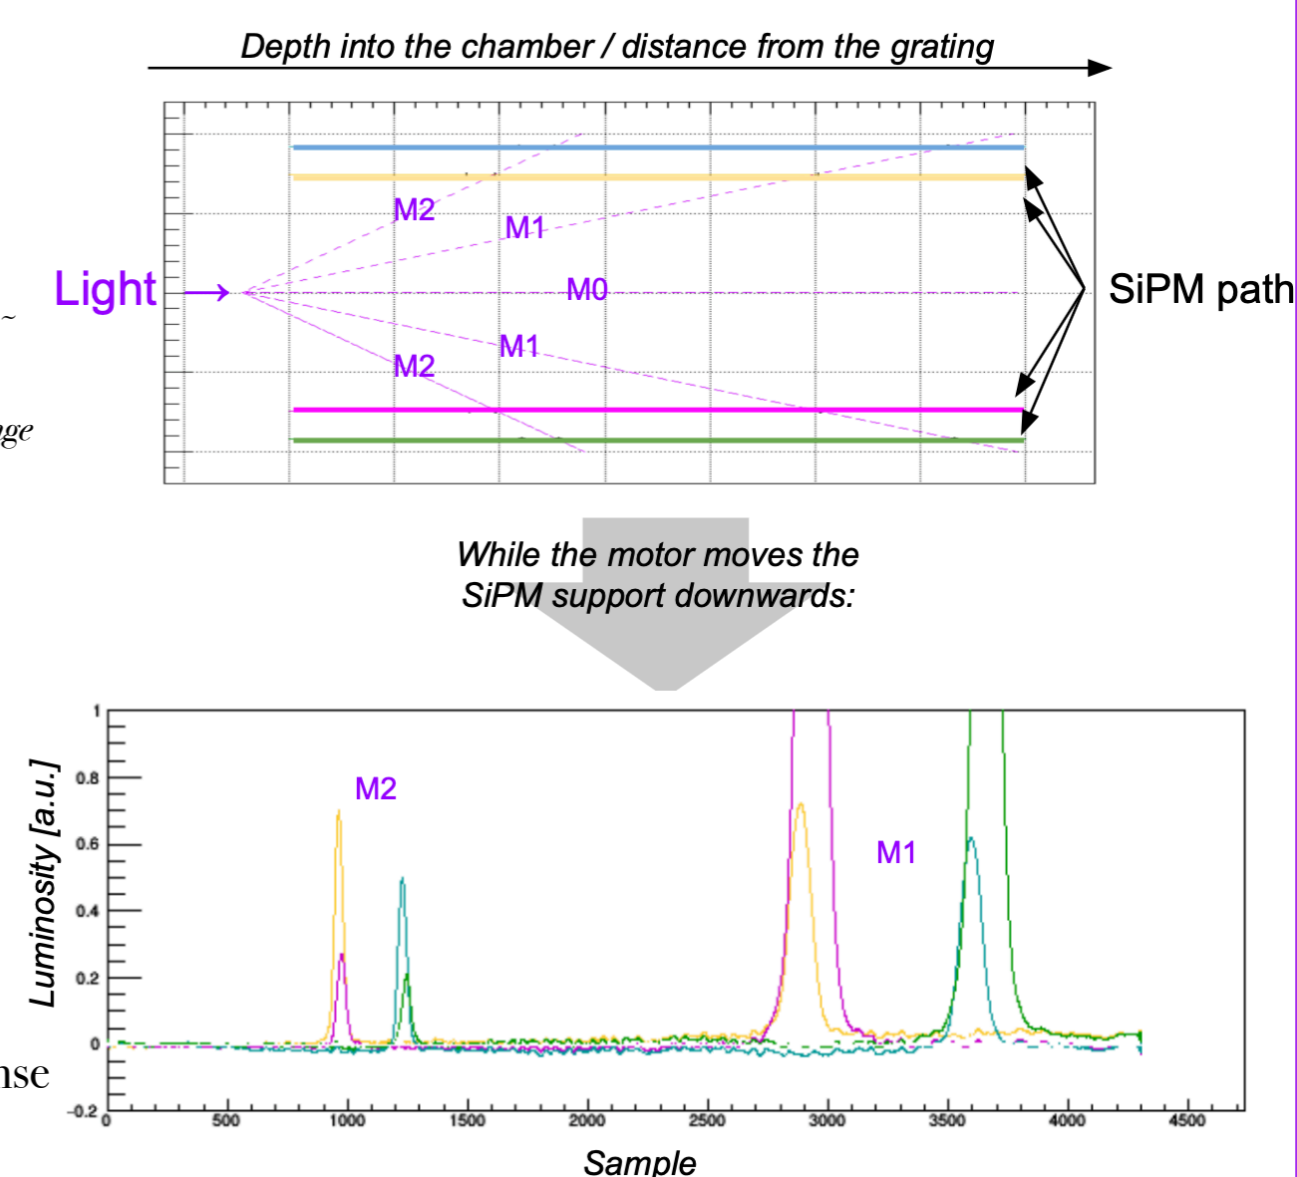 Depth into the chamber / distance from the grating
M2
M1
Light →
M0
SiPM path
~
M1
M2
nge
While the motor moves the
SiPM support downwards:
1
M2
0.8
M1
0.6
Luminosity [a.u.]
0.4
0.2
0
nse
−0.2
0 500 1000 1500 2000 2500 3000 3500 4000 4500
Sample